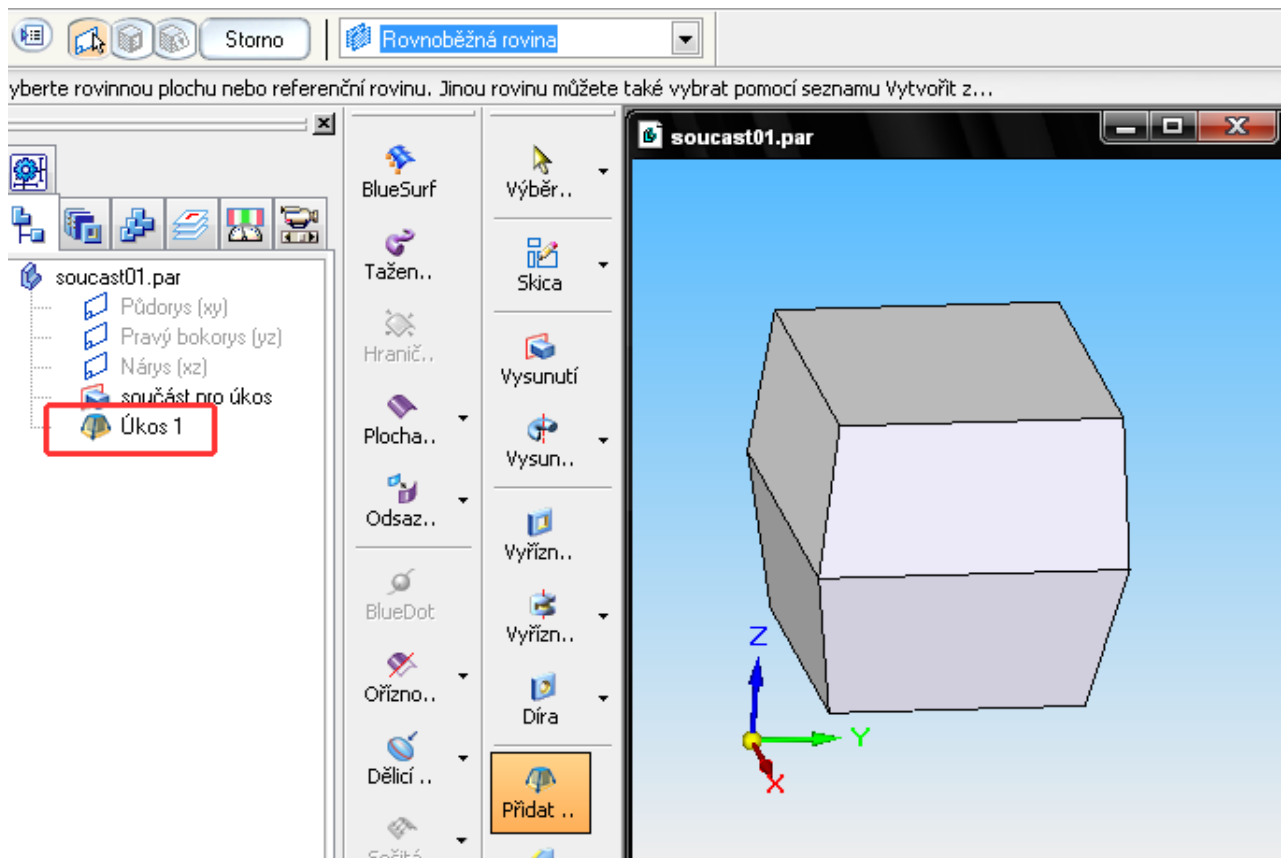 Storno
Rovnoběžná rovina
yberte rovinnou plochu nebo referenční rovinu. Jinou rovinu můžete také vybrat pomocí seznamu Vytvořit z...
soucast01.par
Půdorys (xy)
Pravý bokorys (yz)
Nárys (xz)
součást pro úkos
Úkos 1
BlueSurf
Tažen..
Hranič..
Plocha..
Odsaz..
BlueDot
Ořízno..
Dělicí ..
Výběr..
Skica
Vysunutí
Vysun..
Vyřízn..
Vyřízn..
Díra
Přidat ..
soucast01.par
Z
Y
X